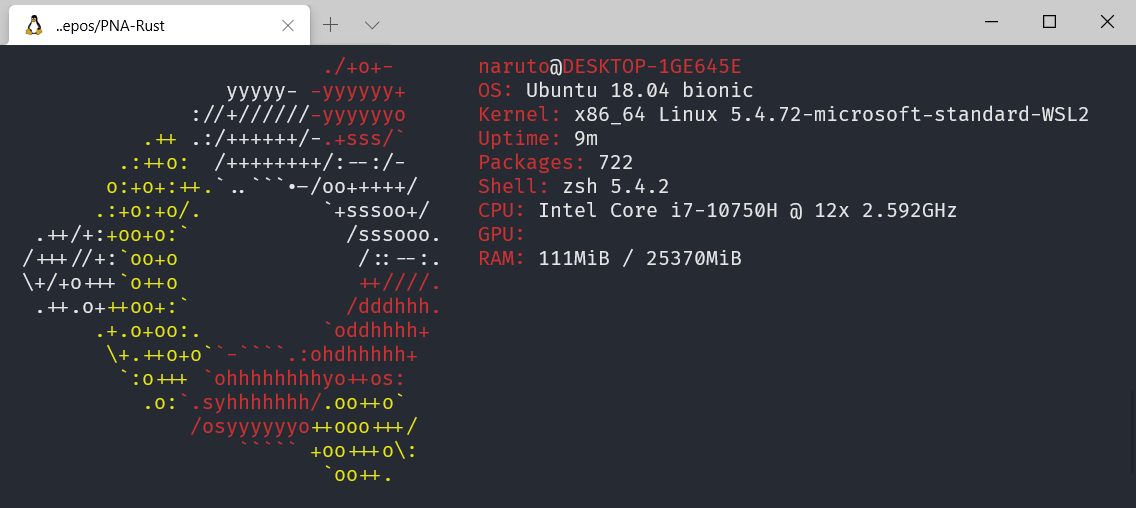 ..epos/PNA-Rust
naruto@DESKTOP-1GE645E
OS: Ubuntu 18.04 bionic
Kernel: x86_64 Linux 5.4.72-microsoft-standard-WSL2
Uptime: 9m
Packages: 722
Shell: zsh 5.4.2
CPU: Intel Core i7-10750H @ 12x 2.592GHz
GPU:
RAM: 111MiB / 25370MiB
./+o+-
yyyyy- -yyyyyy+
://+//////-yyyyyyo
.++ .:/++++++/-.+sss/`
.:++o:  /++++++++/:--:/-
o:+o+:++.`..```.-/oo+++++/
.:+o:+o/.          `+sssoo+/
.++/+:+oo+o:`             /sssooo.
/+++//+:`oo+o               /::--:.
\+/+o+++`o++o               ++////.
.++.o+++oo+:`             /dddhhh.
.+.o+oo:.          `oddhhhh+
\+.++o+o``-````.:ohdhhhhh+
`:o+++ `ohhhhhhhhyo++os:
.o:`.syhhhhhhh/.oo++o`
/osyyyyyyo++ooo+++/
````` +oo+++o\:
`oo++.